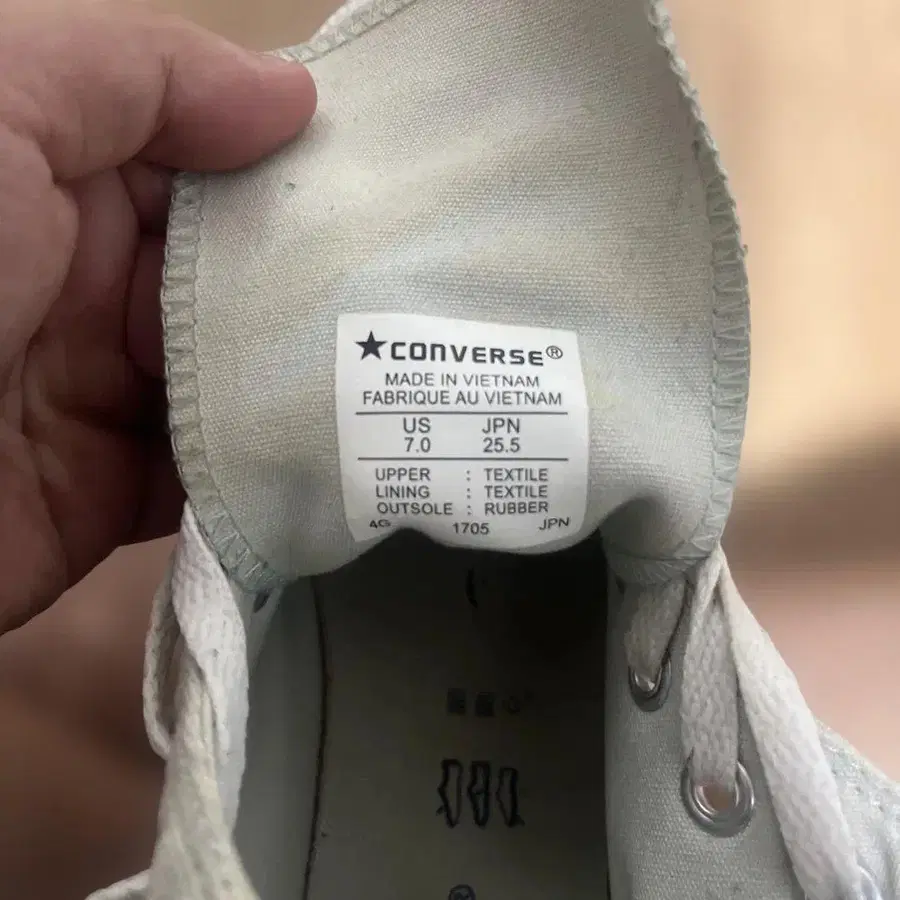 ★CONVERSE®
MADE IN VIETNAM
FABRIQUE AU VIETNAM
US JPN
7.0 25.5
UPPER : TEXTILE
LINING : TEXTILE
OUTSOLE : RUBBER
4G 1705 JPN